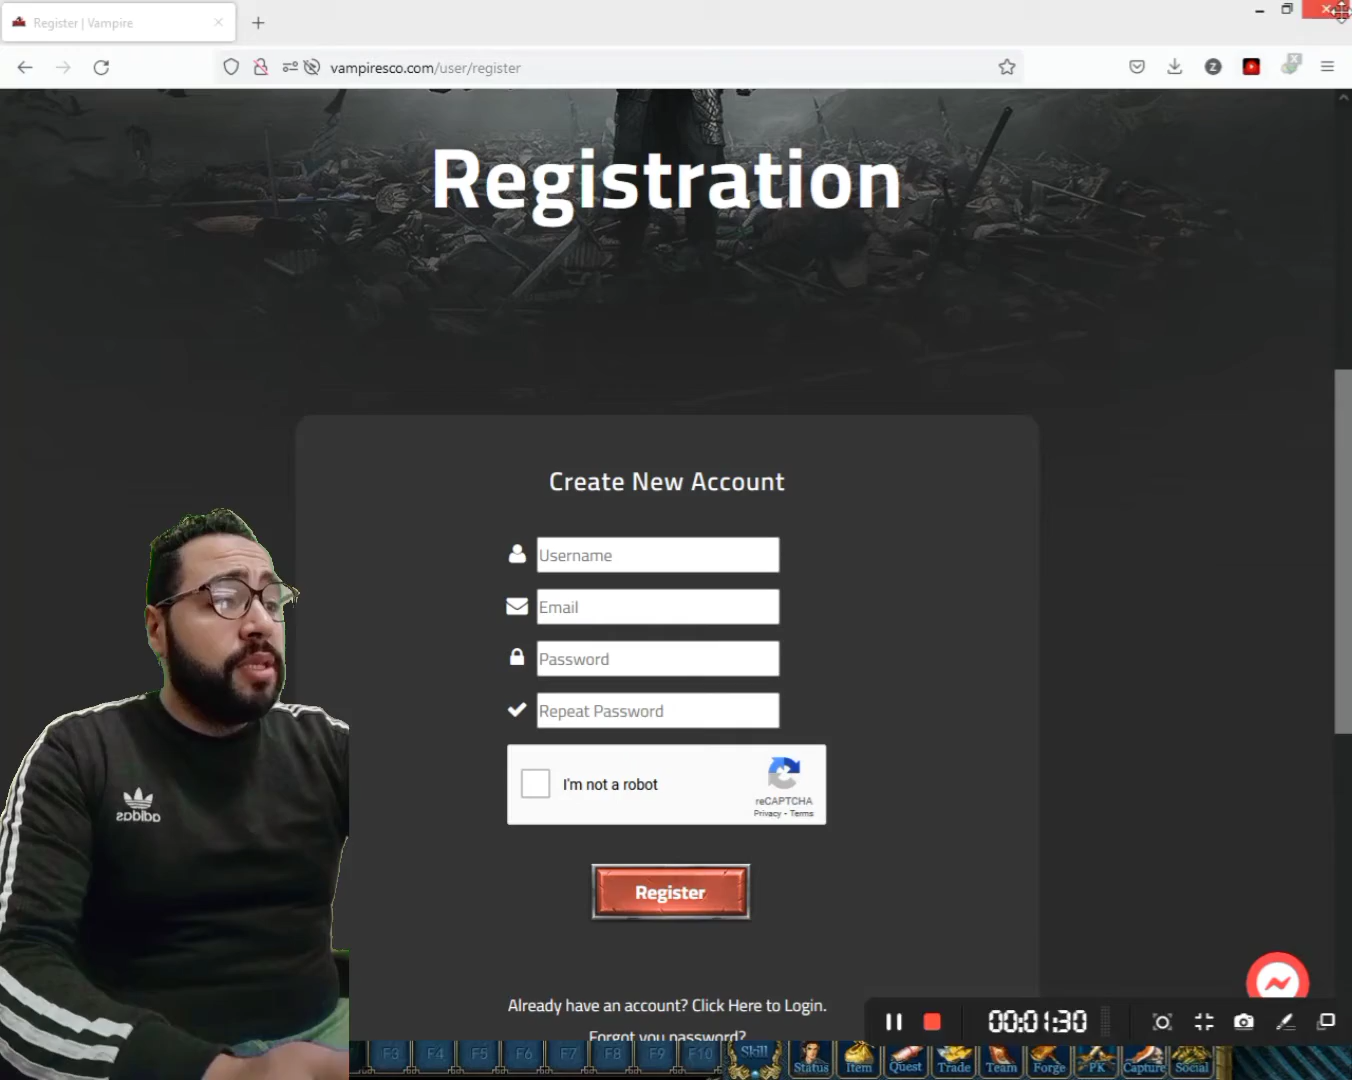 Register | Vampire
vampiresco.com/user/register
Z
X
Registration
Create New Account
Username
Email
Password
Repeat Password
I'm not a robot
reCAPTCHA
Privacy - Terms
adidas
Register
Already have an account? Click Here to Login.
Forgot you password?
00:01:30
F3 F4 F5 F6 F7 F8 F9 F10 Skill Status Item Quest Trade Team Forge PK Capture Social